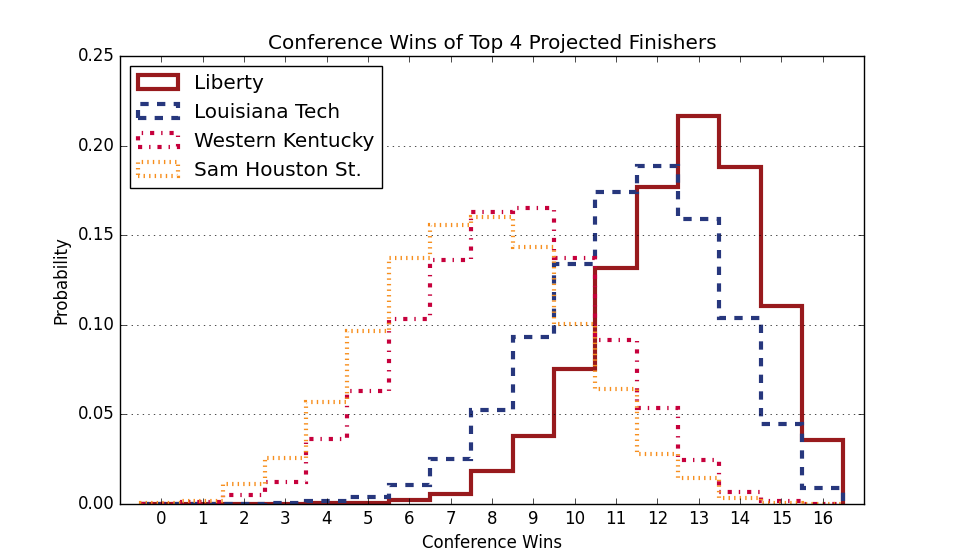 Conference Wins of Top 4 Projected Finishers
0.25
0.20
0.15
0.10
0.05
0.00
Probability
Liberty
Louisiana Tech
Western Kentucky
Sam Houston St.
0 1 2 3 4 5 6 7 8 9 10 11 12 13 14 15 16
Conference Wins